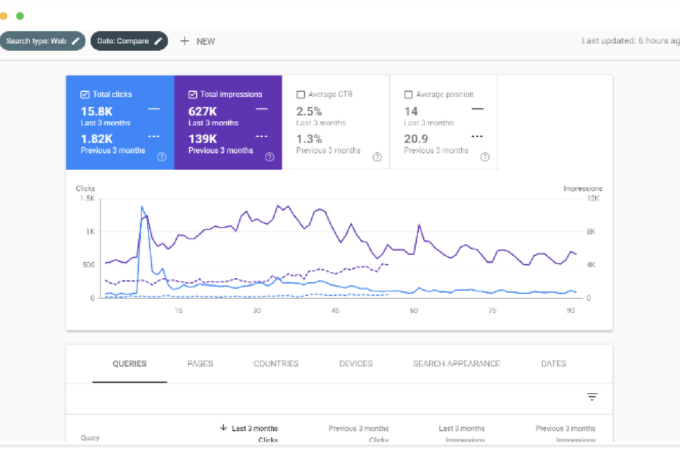 Search type: Web Date: Compare + NEW Last updated: 6 hours ag
Total clicks Total impressions Average CTR Average position
15.8K 627K 2.5% 14
Last 3 months Last 3 months Last 3 months Last 3 months
1.82K 139K 1.3% 20.9
Previous 3 months Previous 3 months Previous 3 months Previous 3 months
Clicks Impressions
1.5K 12K
1K 8K
500 4K
0 0
15 30 45 60 75 90
QUERIES PAGES COUNTRIES DEVICES SEARCH APPEARANCE DATES
Last 3 months Previous 3 months Last 3 months Previous 3 months
Query Clicks Clicks Impressions Impressions